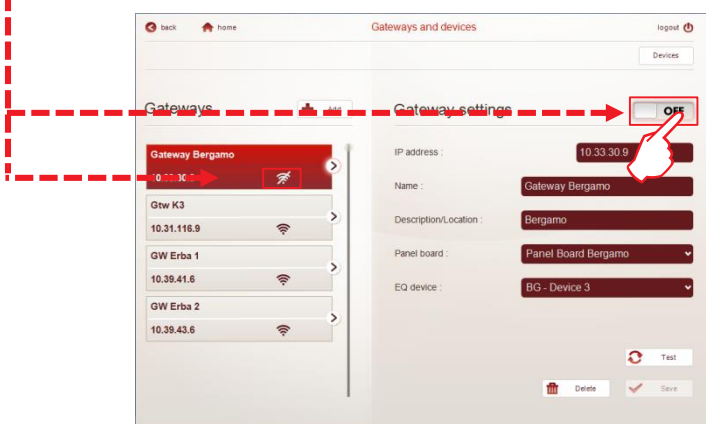 back home Gateways and devices logout
Devices
Gateways Add Gateway settings OFF
Gateway Bergamo
IP address : 10.33.30.9
Name : Gateway Bergamo
Gtw K3
10.31.116.9
Description/Location : Bergamo
GW Erba 1
Panel board : Panel Board Bergamo
10.39.41.6
EQ device : BG - Device 3
GW Erba 2
10.39.43.6
Test
Delete Save